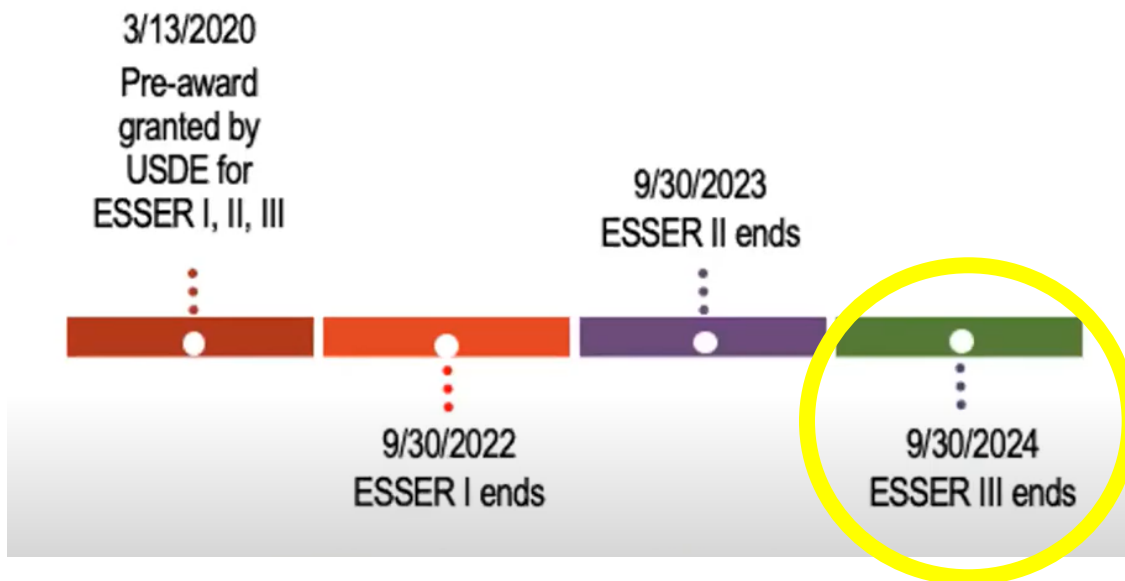 3/13/2020
Pre-award
granted by
USDE for
ESSER I, II, III
9/30/2022
ESSER I ends
9/30/2023
ESSER II ends
9/30/2024
ESSER III ends